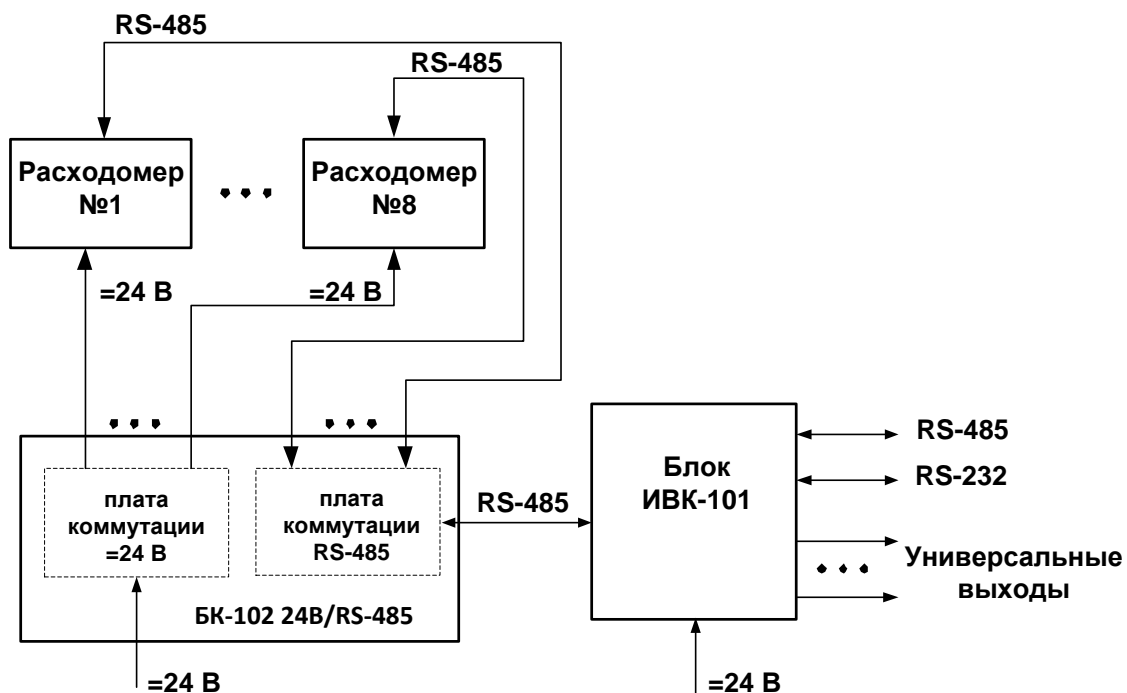 RS-485
RS-485
Расходомер
№1
Расходомер
№8
=24 В
=24 В
плата
коммутации
=24 В
плата
коммутации
RS-485
БК-102 24В/RS-485
=24 В
RS-485
Блок
ИВК-101
=24 В
RS-485
RS-232
Универсальные
выходы